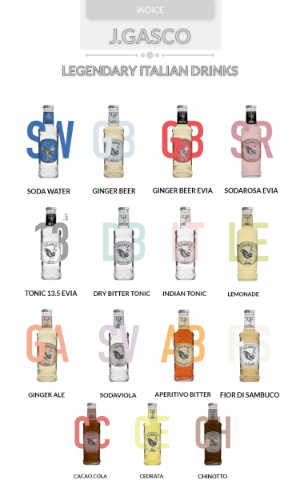 INDICE
J.GASCO
LEGENDARY ITALIAN DRINKS
SW GB GB SR
SODA WATER GINGER BEER GINGER BEER EVIA SODAROSA EVIA
13.5 DB IT LE
TONIC 13.5 EVIA DRY BITTER TONIC INDIAN TONIC LEMONADE
GA SV AB FS
GINGER ALE SODAVIOLA APERITIVO BITTER FIOR DI SAMBUCO
CC CE CH
CACAO.COLA CEDRATA CHINOTTO